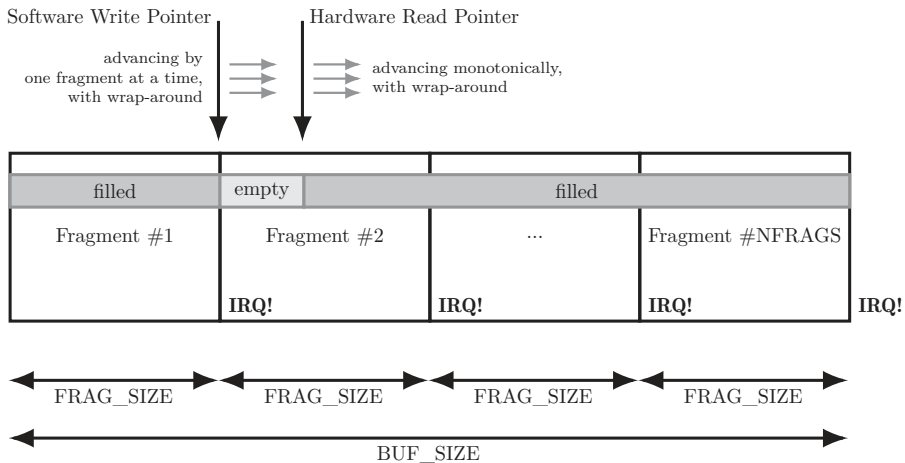 Software Write Pointer
Hardware Read Pointer
advancing by
one fragment at a time,
with wrap-around
advancing monotonically,
with wrap-around
filled
empty
filled
Fragment #1
Fragment #2
...
Fragment #NFRAGS
IRQ!
IRQ!
IRQ!
IRQ!
FRAG_SIZE
FRAG_SIZE
FRAG_SIZE
FRAG_SIZE
BUF_SIZE